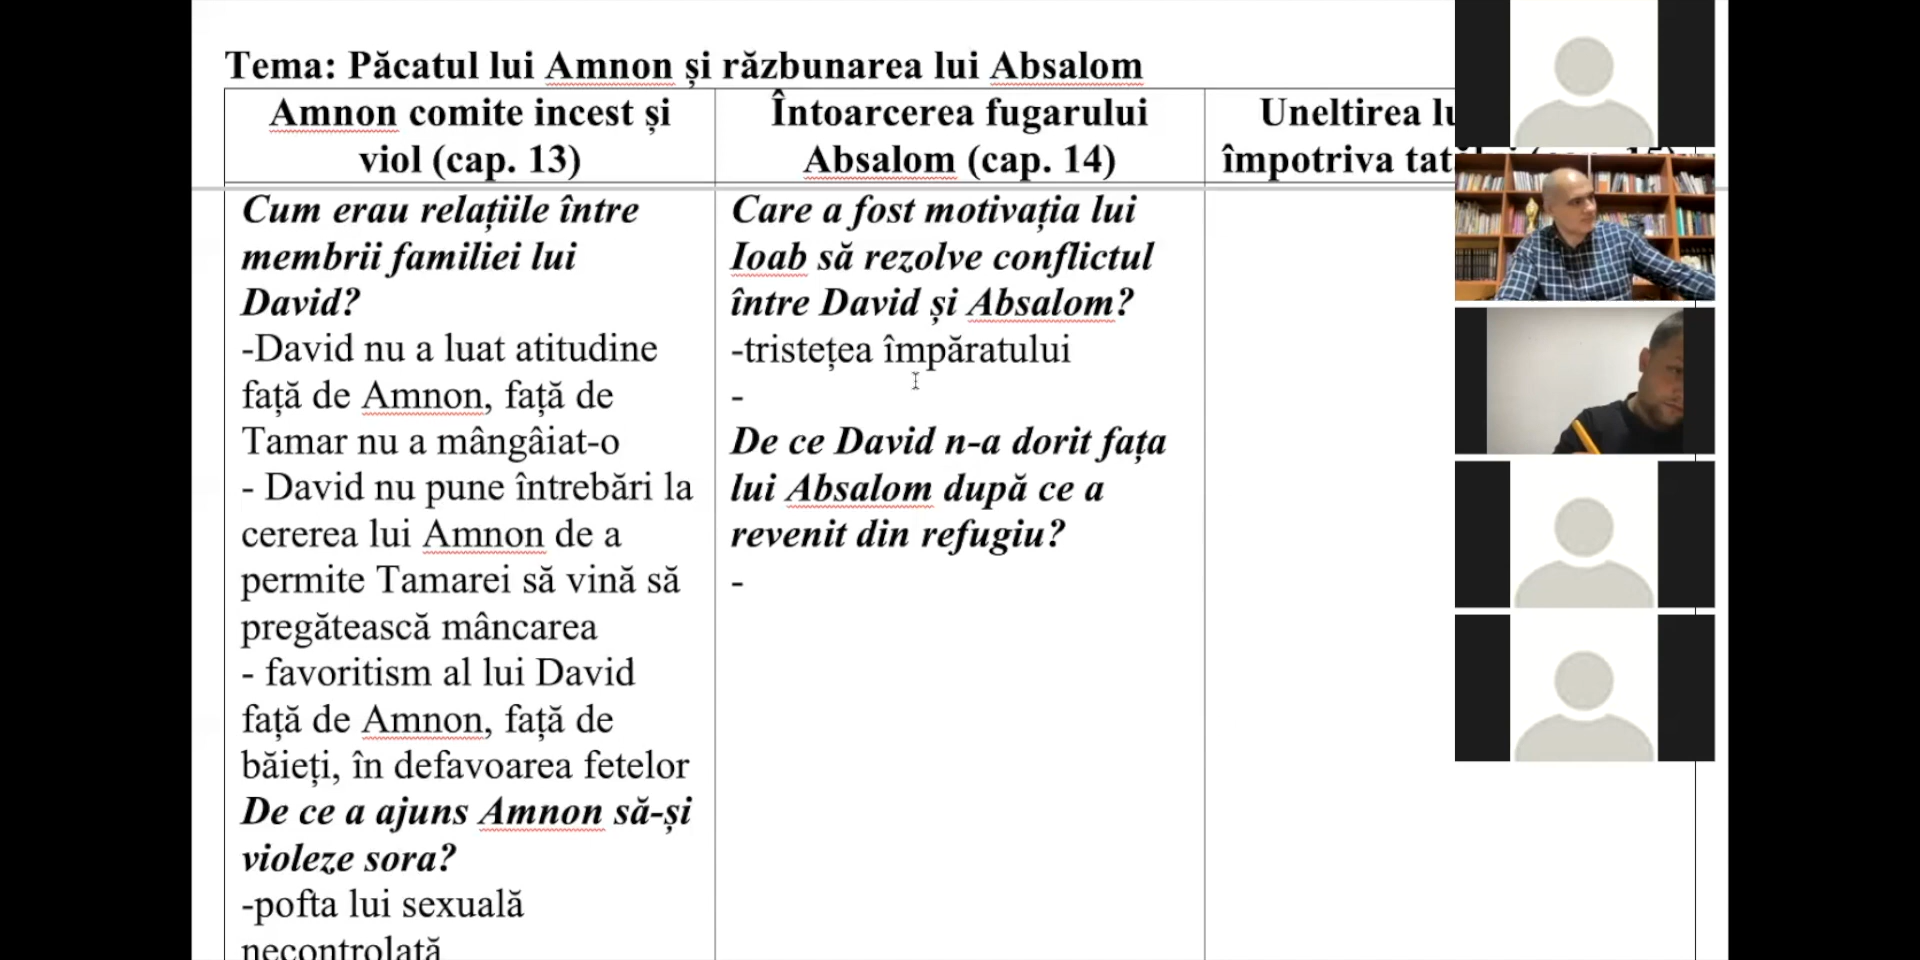 Tema: Păcatul lui Amnon și răzbunarea lui Absalom
Amnon comite incest și
viol (cap. 13)
Întoarcerea fugarului
Absalom (cap. 14)
Uneltirea
împotriva
Cum erau relațiile între
membrii familiei lui
David?
-David nu a luat atitudine
față de Amnon, față de
Tamar nu a mângâiat-o
- David nu pune întrebări la
cererea lui Amnon de a
permite Tamarei să vină să
pregătească mâncarea
- favoritism al lui David
față de Amnon, față de
băieți, în defavoarea fetelor
De ce a ajuns Amnon să-și
violeze sora?
-pofta lui sexuală
necontrolată
Care a fost motivația lui
Ioab să rezolve conflictul
între David și Absalom?
-tristețea împăratului
-
De ce David n-a dorit fața
lui Absalom după ce a
revenit din refugiu?
-